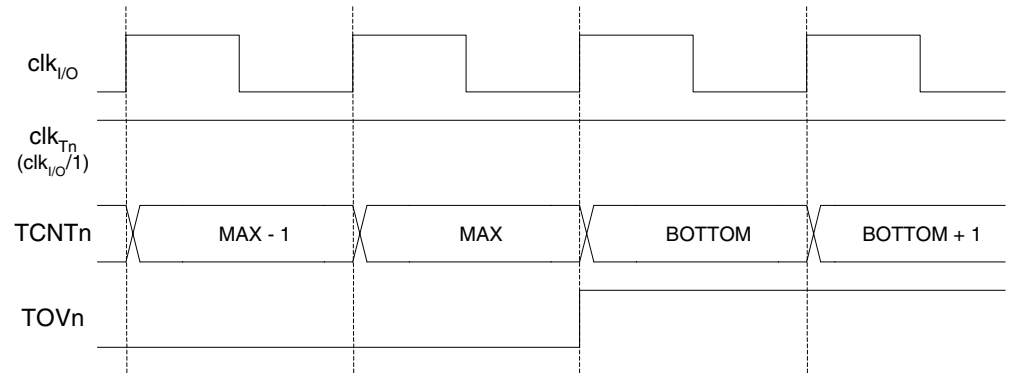 clkI/O
clkTn
(clkI/O/1)
TCNTn MAX - 1 MAX BOTTOM BOTTOM + 1
TOVn